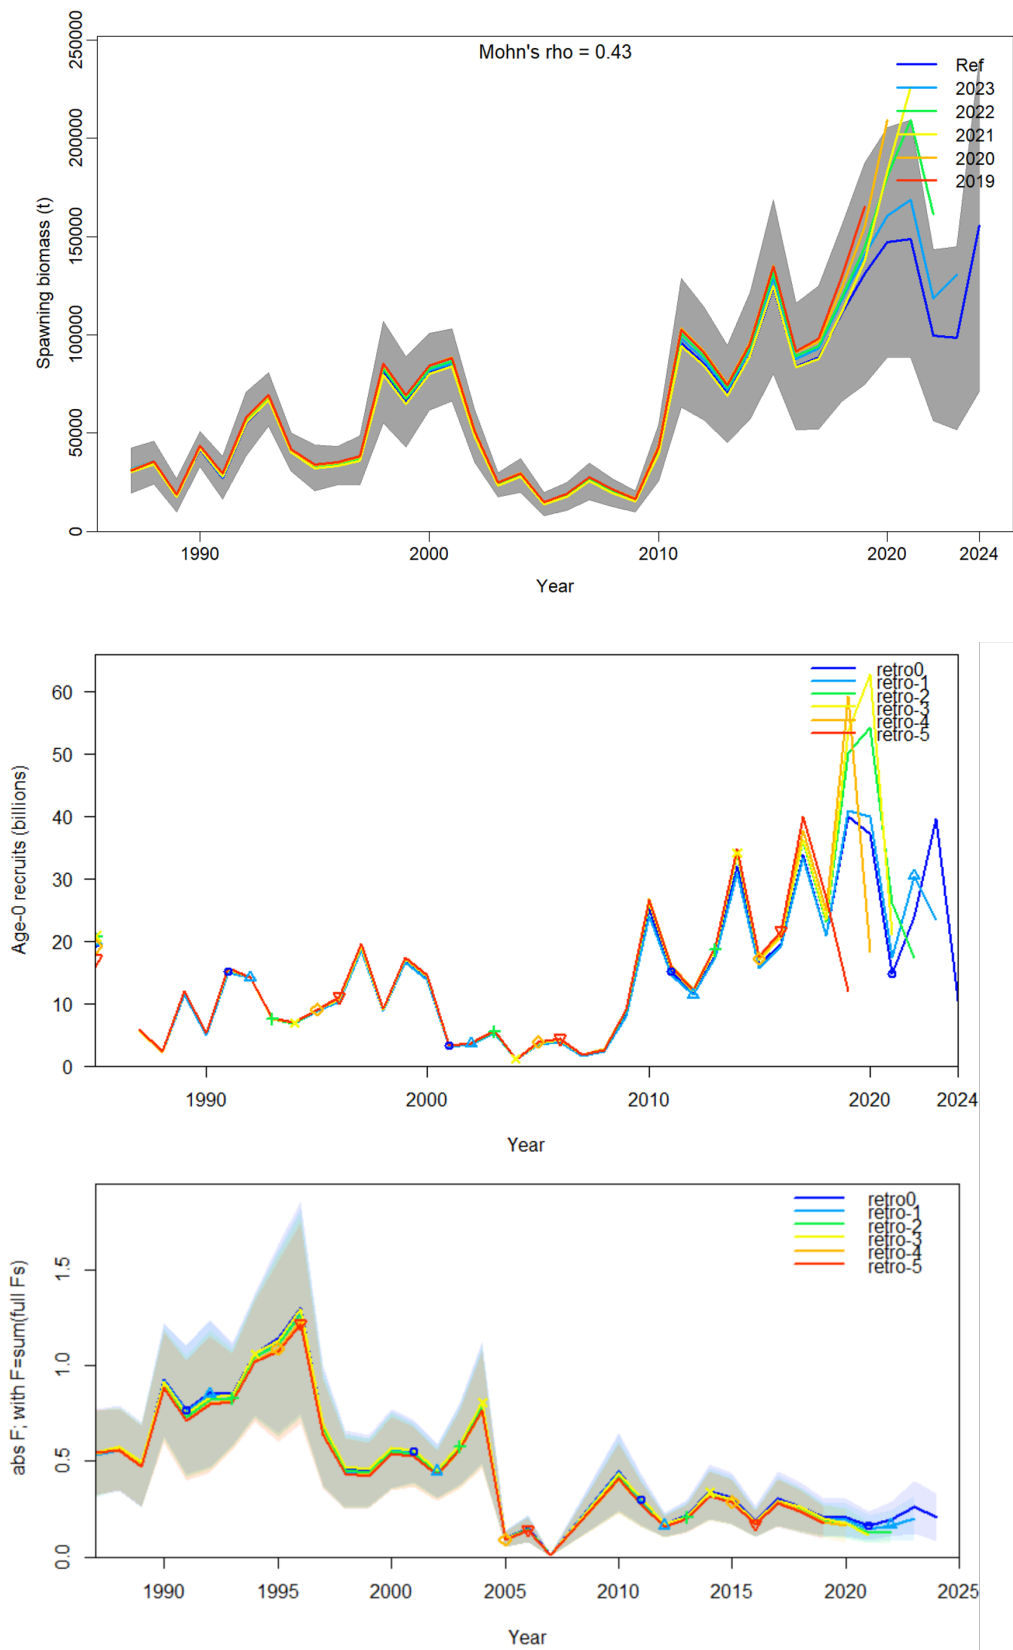 Mohn's rho = 0.43
Spawning biomass (t)
250000
200000
150000
100000
50000
0
Ref
2023
2022
2021
2020
2019
1990
2000
2010
2020
2024
Year
Age-0 recruits (billions)
60
50
40
30
20
10
0
retro0
retro-1
retro-2
retro-3
retro-4
retro-5
1990
2000
2010
2020
2024
Year
abs F; with F=sum(full Fs)
1.5
1.0
0.5
0.0
retro0
retro-1
retro-2
retro-3
retro-4
retro-5
1990
1995
2000
2005
2010
2015
2020
2025
Year